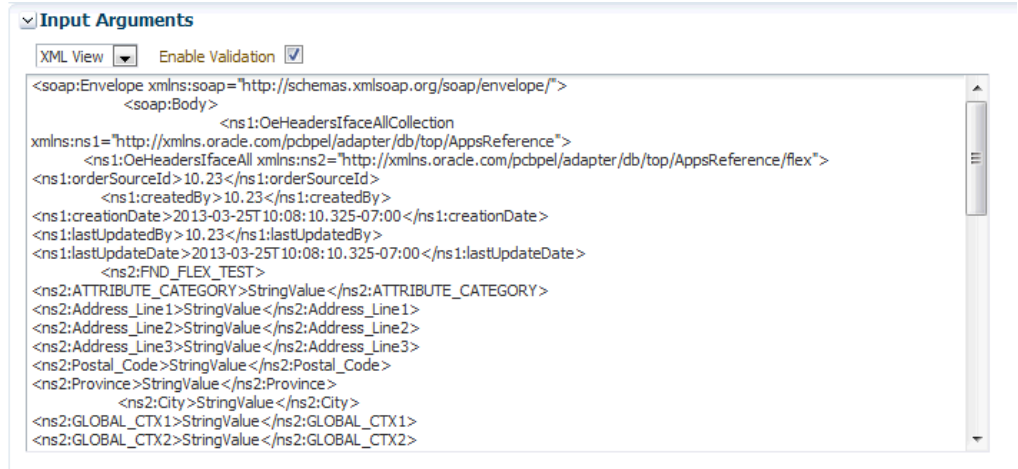 Input Arguments
XML View Enable Validation
<soap:Envelope xmlns:soap="http://schemas.xmlsoap.org/soap/envelope/">
<soap:Body>
<ns1:OeHeadersIfaceAllCollection
xmlns:ns1="http://xmlns.oracle.com/pcbpel/adapter/db/top/AppsReference">
<ns1:OeHeadersIfaceAll xmlns:ns2="http://xmlns.oracle.com/pcbpel/adapter/db/top/AppsReference/flex">
<ns1:orderSourceId>10.23</ns1:orderSourceId>
<ns1:createdBy>10.23</ns1:createdBy>
<ns1:creationDate>2013-03-25T10:08:10.325-07:00</ns1:creationDate>
<ns1:lastUpdatedBy>10.23</ns1:lastUpdatedBy>
<ns1:lastUpdateDate>2013-03-25T10:08:10.325-07:00</ns1:lastUpdateDate>
<ns2:FND_FLEX_TEST>
<ns2:ATTRIBUTE_CATEGORY>StringValue</ns2:ATTRIBUTE_CATEGORY>
<ns2:Address_Line1>StringValue</ns2:Address_Line1>
<ns2:Address_Line2>StringValue</ns2:Address_Line2>
<ns2:Address_Line3>StringValue</ns2:Address_Line3>
<ns2:Postal_Code>StringValue</ns2:Postal_Code>
<ns2:Province>StringValue</ns2:Province>
<ns2:City>StringValue</ns2:City>
<ns2:GLOBAL_CTX1>StringValue</ns2:GLOBAL_CTX1>
<ns2:GLOBAL_CTX2>StringValue</ns2:GLOBAL_CTX2>